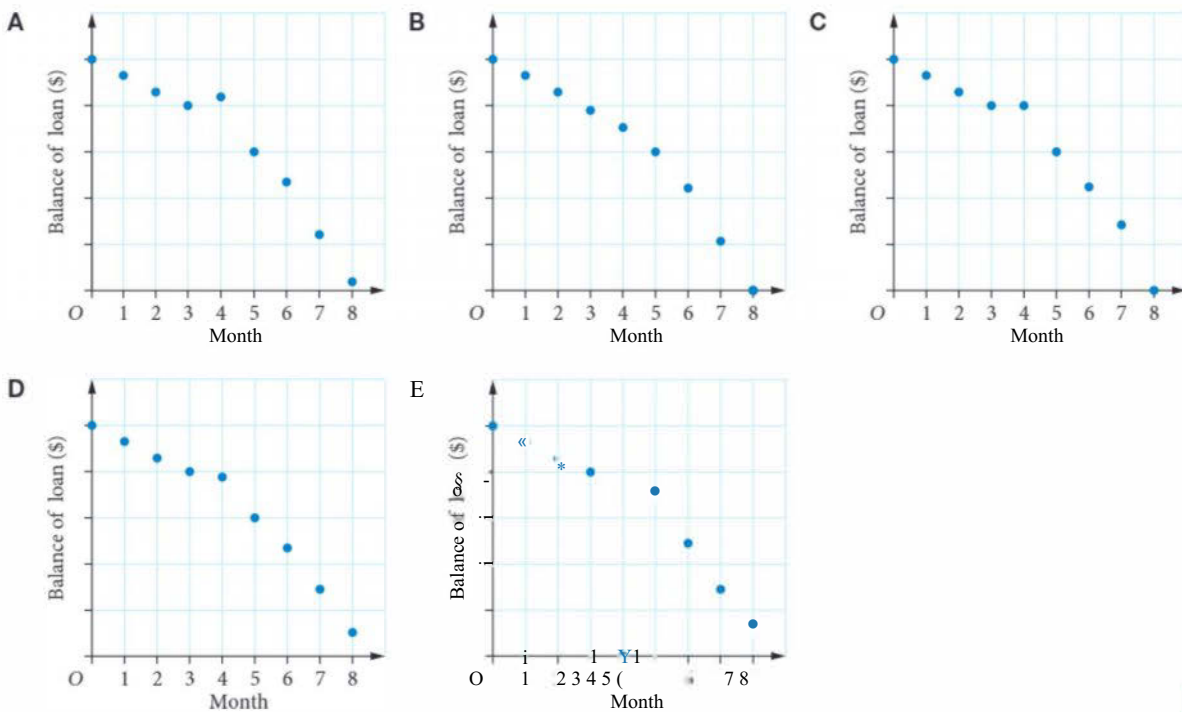 A
Balance of loan ($)
O 1 2 3 4 5 6 7 8
Month
B
Balance of loan ($)
O 1 2 3 4 5 6 7 8
Month
C
Balance of loan ($)
O 1 2 3 4 5 6 7 8
Month
D
Balance of loan ($)
O 1 2 3 4 5 6 7 8
Month
E
Balance of ($)
O 1 2 3 4 5 ( 7 8
Month